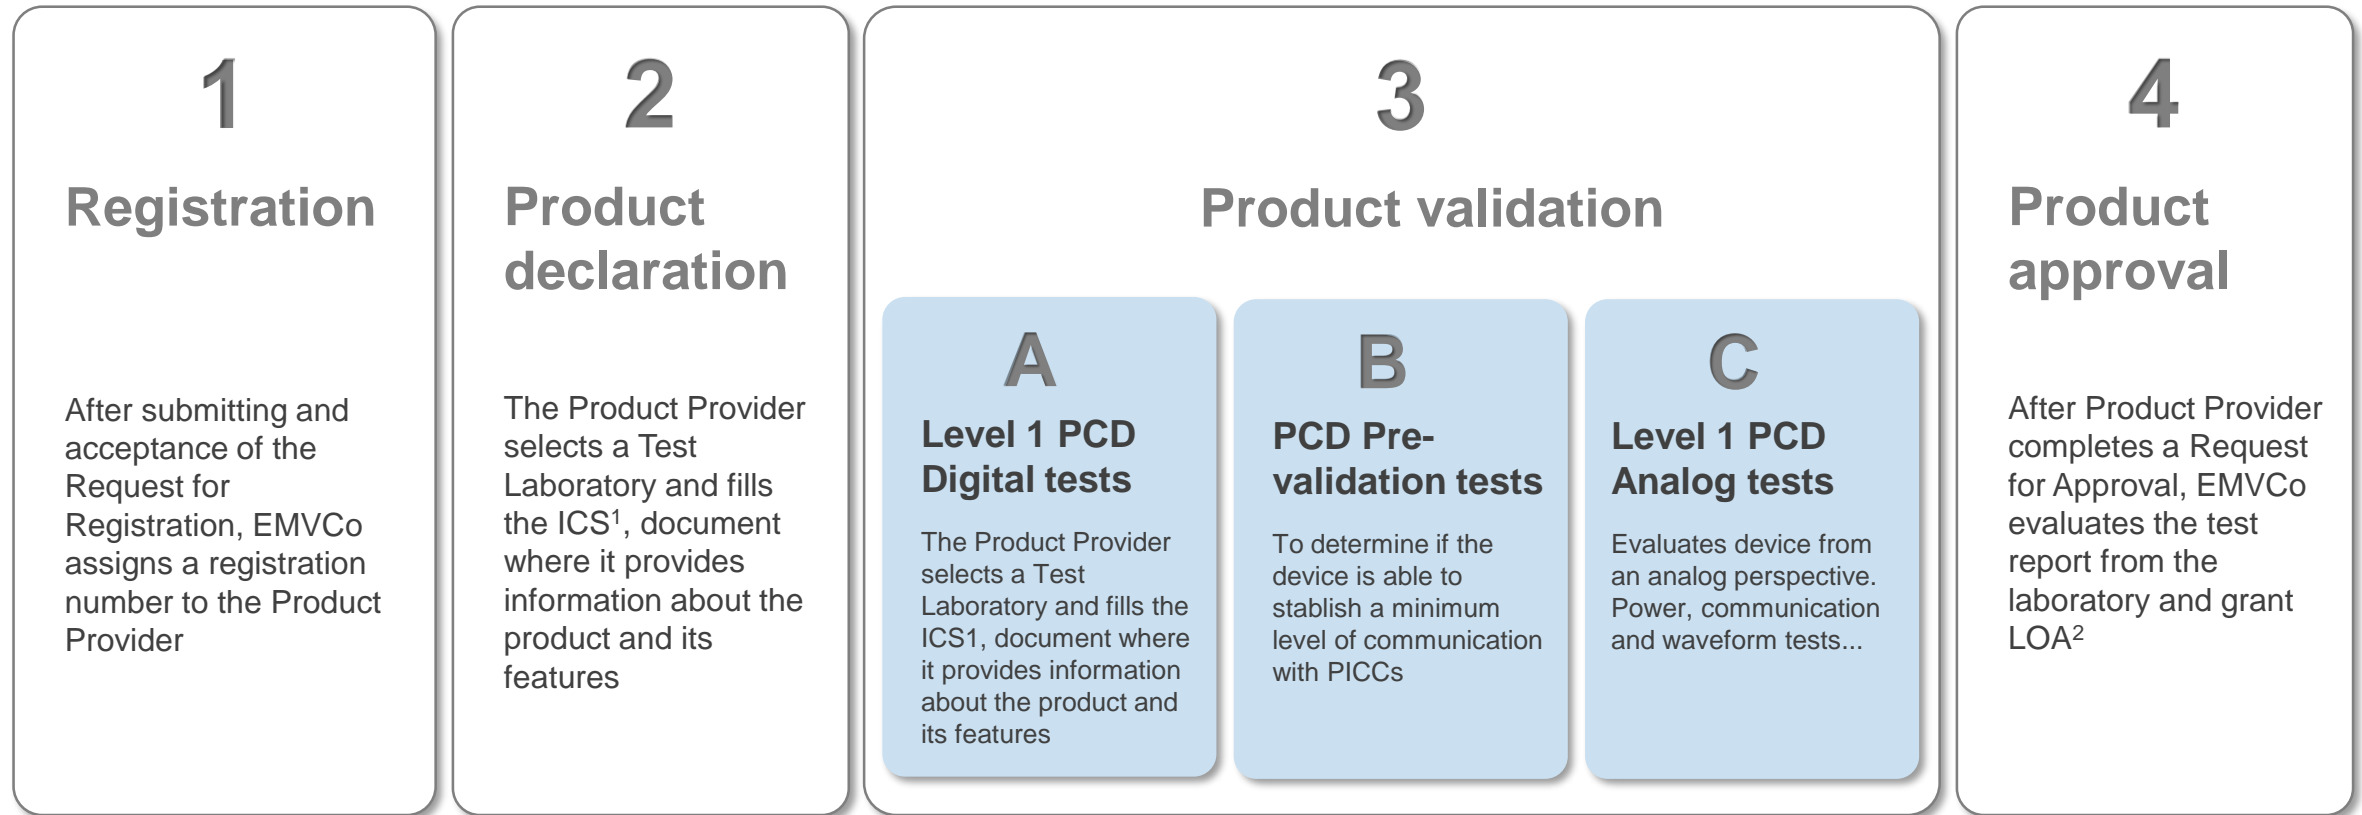 1
Registration
After submitting and
acceptance of the
Request for
Registration, EMVCo
assigns a registration
number to the Product
Provider
2
Product
declaration
The Product Provider
selects a Test
Laboratory and fills
the ICS¹, document
where it provides
information about the
product and its
features
3
Product validation
A
Level 1 PCD
Digital tests
The Product Provider
selects a Test
Laboratory and fills the
ICS1, document where
it provides information
about the product and
its features
B
PCD Pre-
validation tests
To determine if the
device is able to
stablish a minimum
level of communication
with PICCs
C
Level 1 PCD
Analog tests
Evaluates device from
an analog perspective.
Power, communication
and waveform tests...
4
Product
approval
After Product Provider
completes a Request
for Approval, EMVCo
evaluates the test
report from the
laboratory and grant
LOA²